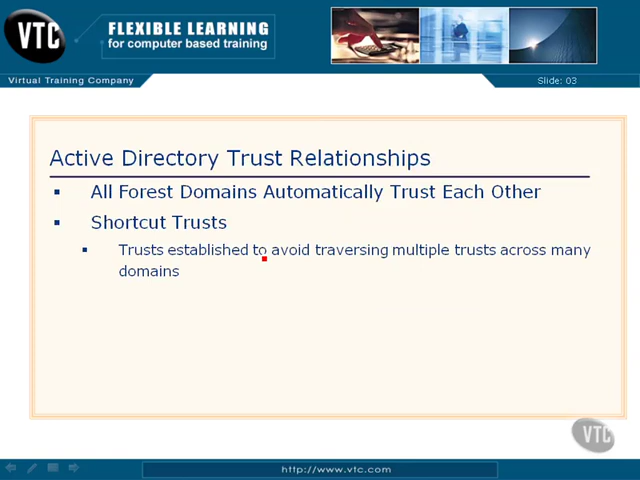 VTC
FLEXIBLE LEARNING
for computer based training
Virtual Training Company
Slide: 03
Active Directory Trust Relationships
All Forest Domains Automatically Trust Each Other
Shortcut Trusts
Trusts established to avoid traversing multiple trusts across many
domains
VTC
http://www.vtc.com